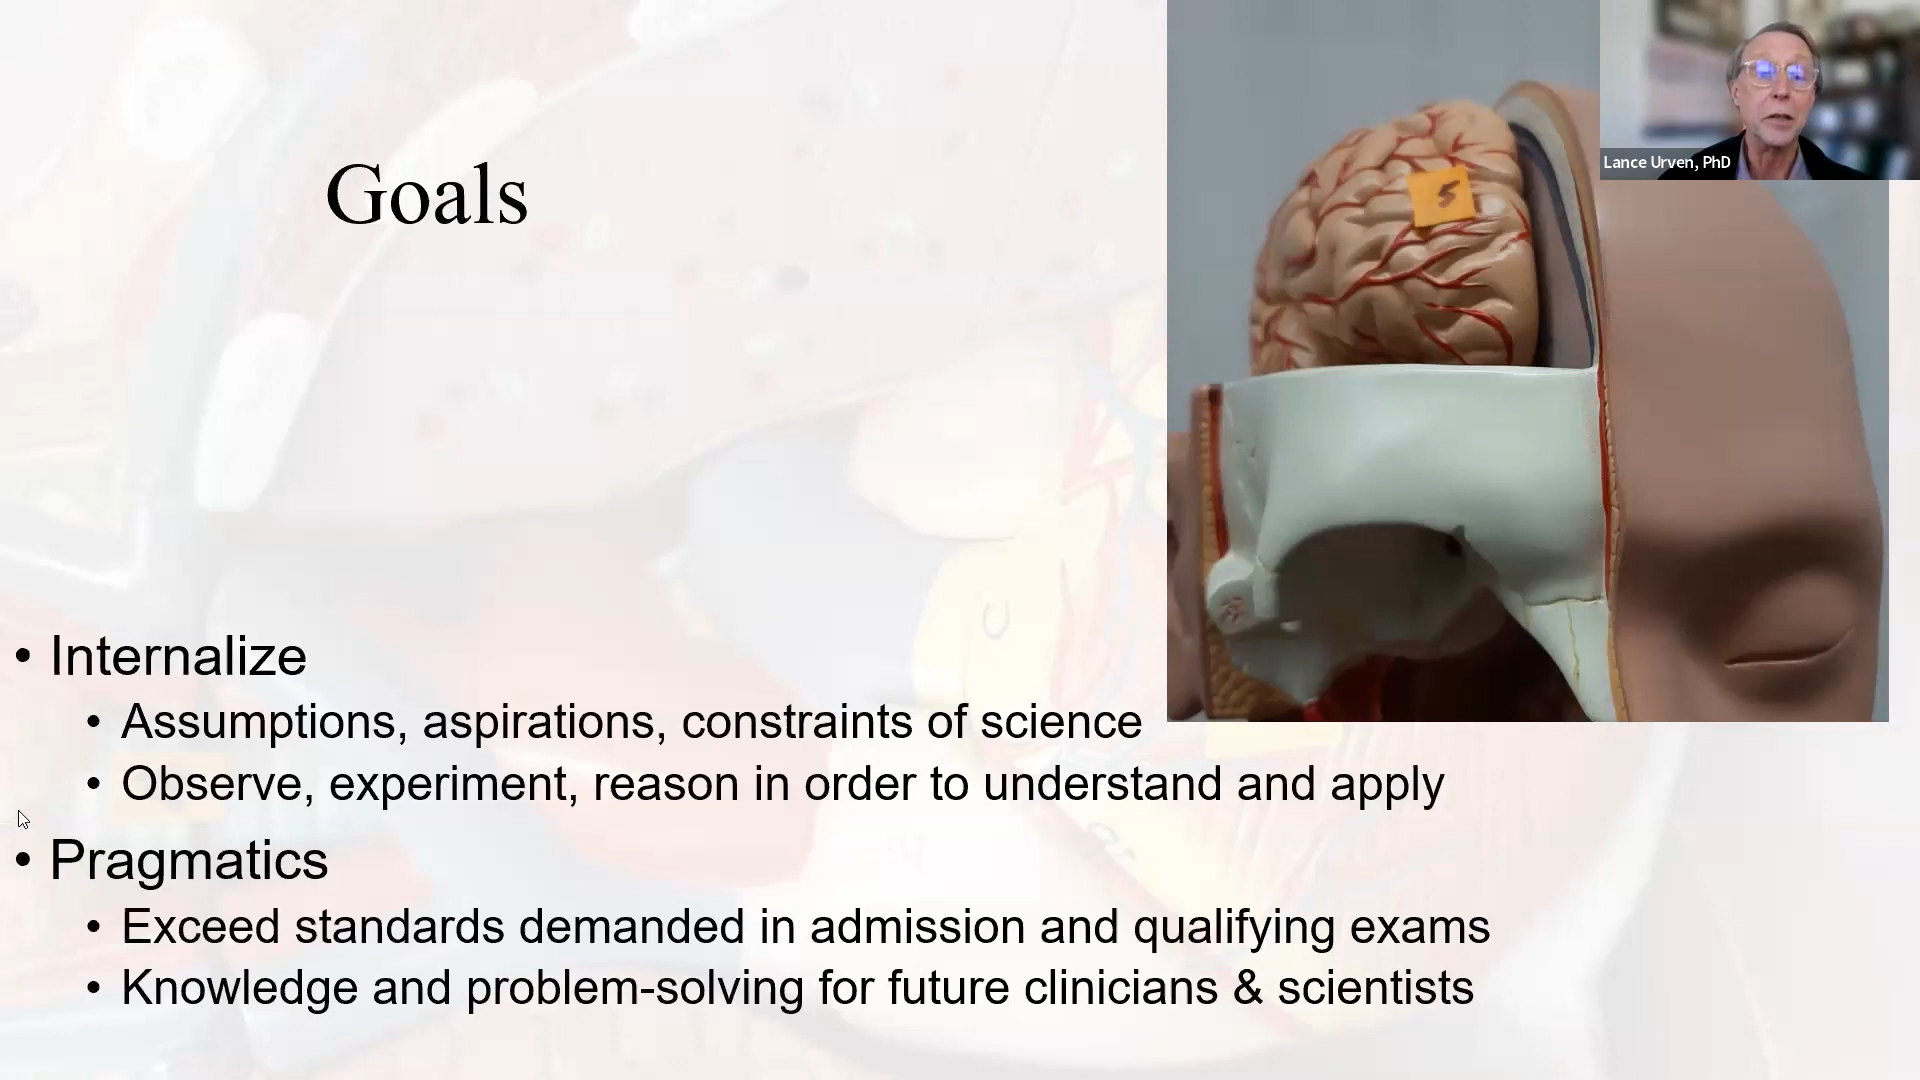 Goals
Lance Urven, PhD
5
• Internalize
• Assumptions, aspirations, constraints of science
• Observe, experiment, reason in order to understand and apply
• Pragmatics
• Exceed standards demanded in admission and qualifying exams
• Knowledge and problem-solving for future clinicians & scientists